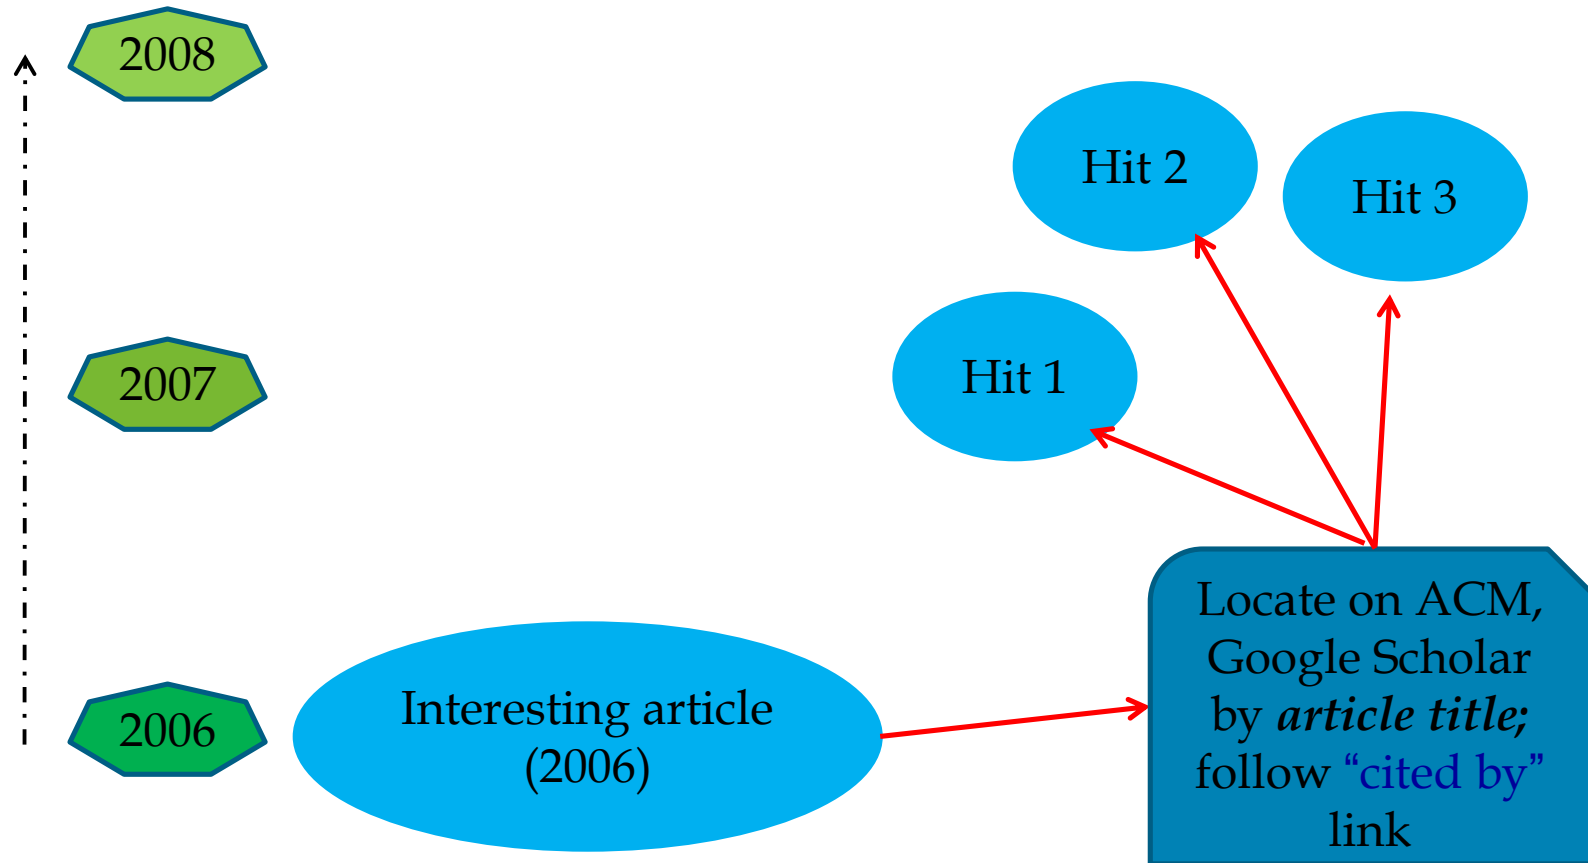 2008
Hit 2
Hit 3
2007
Hit 1
2006
Interesting article
(2006)
Locate on ACM,
Google Scholar
by article title;
follow “cited by”
link